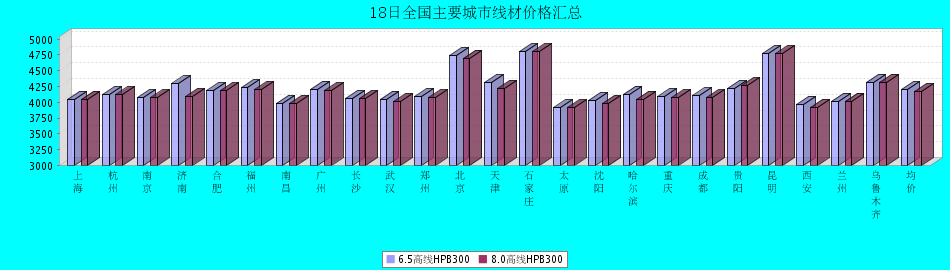 18日全国主要城市线材价格汇总
5000
4750
4500
4250
4000
3750
3500
3250
3000
上海
杭州
南京
济南
合肥
福州
南昌
广州
长沙
武汉
郑州
北京
天津
石家庄
太原
沈阳
哈尔滨
重庆
成都
贵阳
昆明
西安
兰州
乌鲁木齐
均价
6.5高线HPB300
8.0高线HPB300